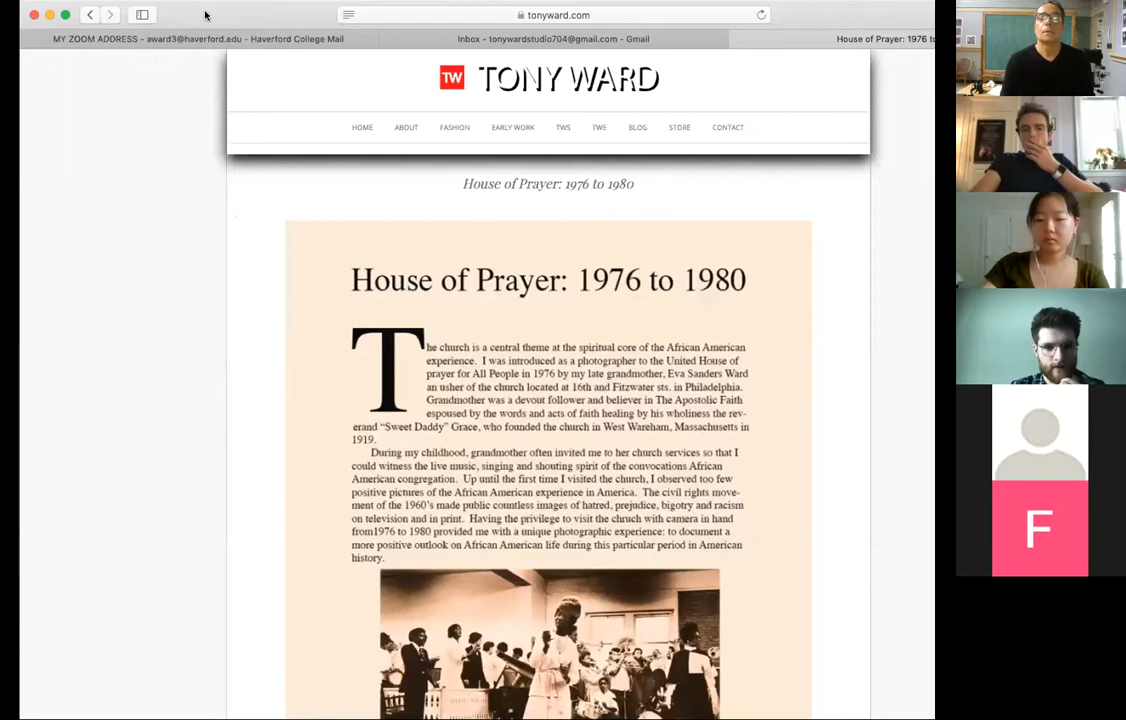 tonyward.com
MY ZOOM ADDRESS - award3@haverford.edu - Haverford College Mail
Inbox - tonywardstudio704@gmail.com - Gmail
House of Prayer: 1976 to
TW TONY WARD
HOME ABOUT FASHION EARLY WORK TWS TWE BLOG STORE CONTACT
House of Prayer: 1976 to 1980
House of Prayer: 1976 to 1980
The church is a central theme at the spiritual core of the African American
experience. I was introduced as a photographer to the United House of
prayer for All People in 1976 by my late grandmother, Eva Sanders Ward
an usher of the church located at 16th and Fitzwater sts. in Philadelphia.
Grandmother was a devout follower and believer in The Apostolic Faith
espoused by the words and acts of faith healing by his wholiness the rev-
erand “Sweet Daddy” Grace, who founded the church in West Wareham, Massachusetts in
1919.
During my childhood, grandmother often invited me to her church services so that I
could witness the live music, singing and shouting spirit of the convocations African
American congregation. Up until the first time I visited the church, I observed too few
positive pictures of the African American experience in America. The civil rights move-
ment of the 1960’s made public countless images of hatred, prejudice, bigotry and racism
on television and in print. Having the privilege to visit the chruch with camera in hand
from1976 to 1980 provided me with a unique photographic experience: to document a
more positive outlook on African American life during this particular period in American
history.
F